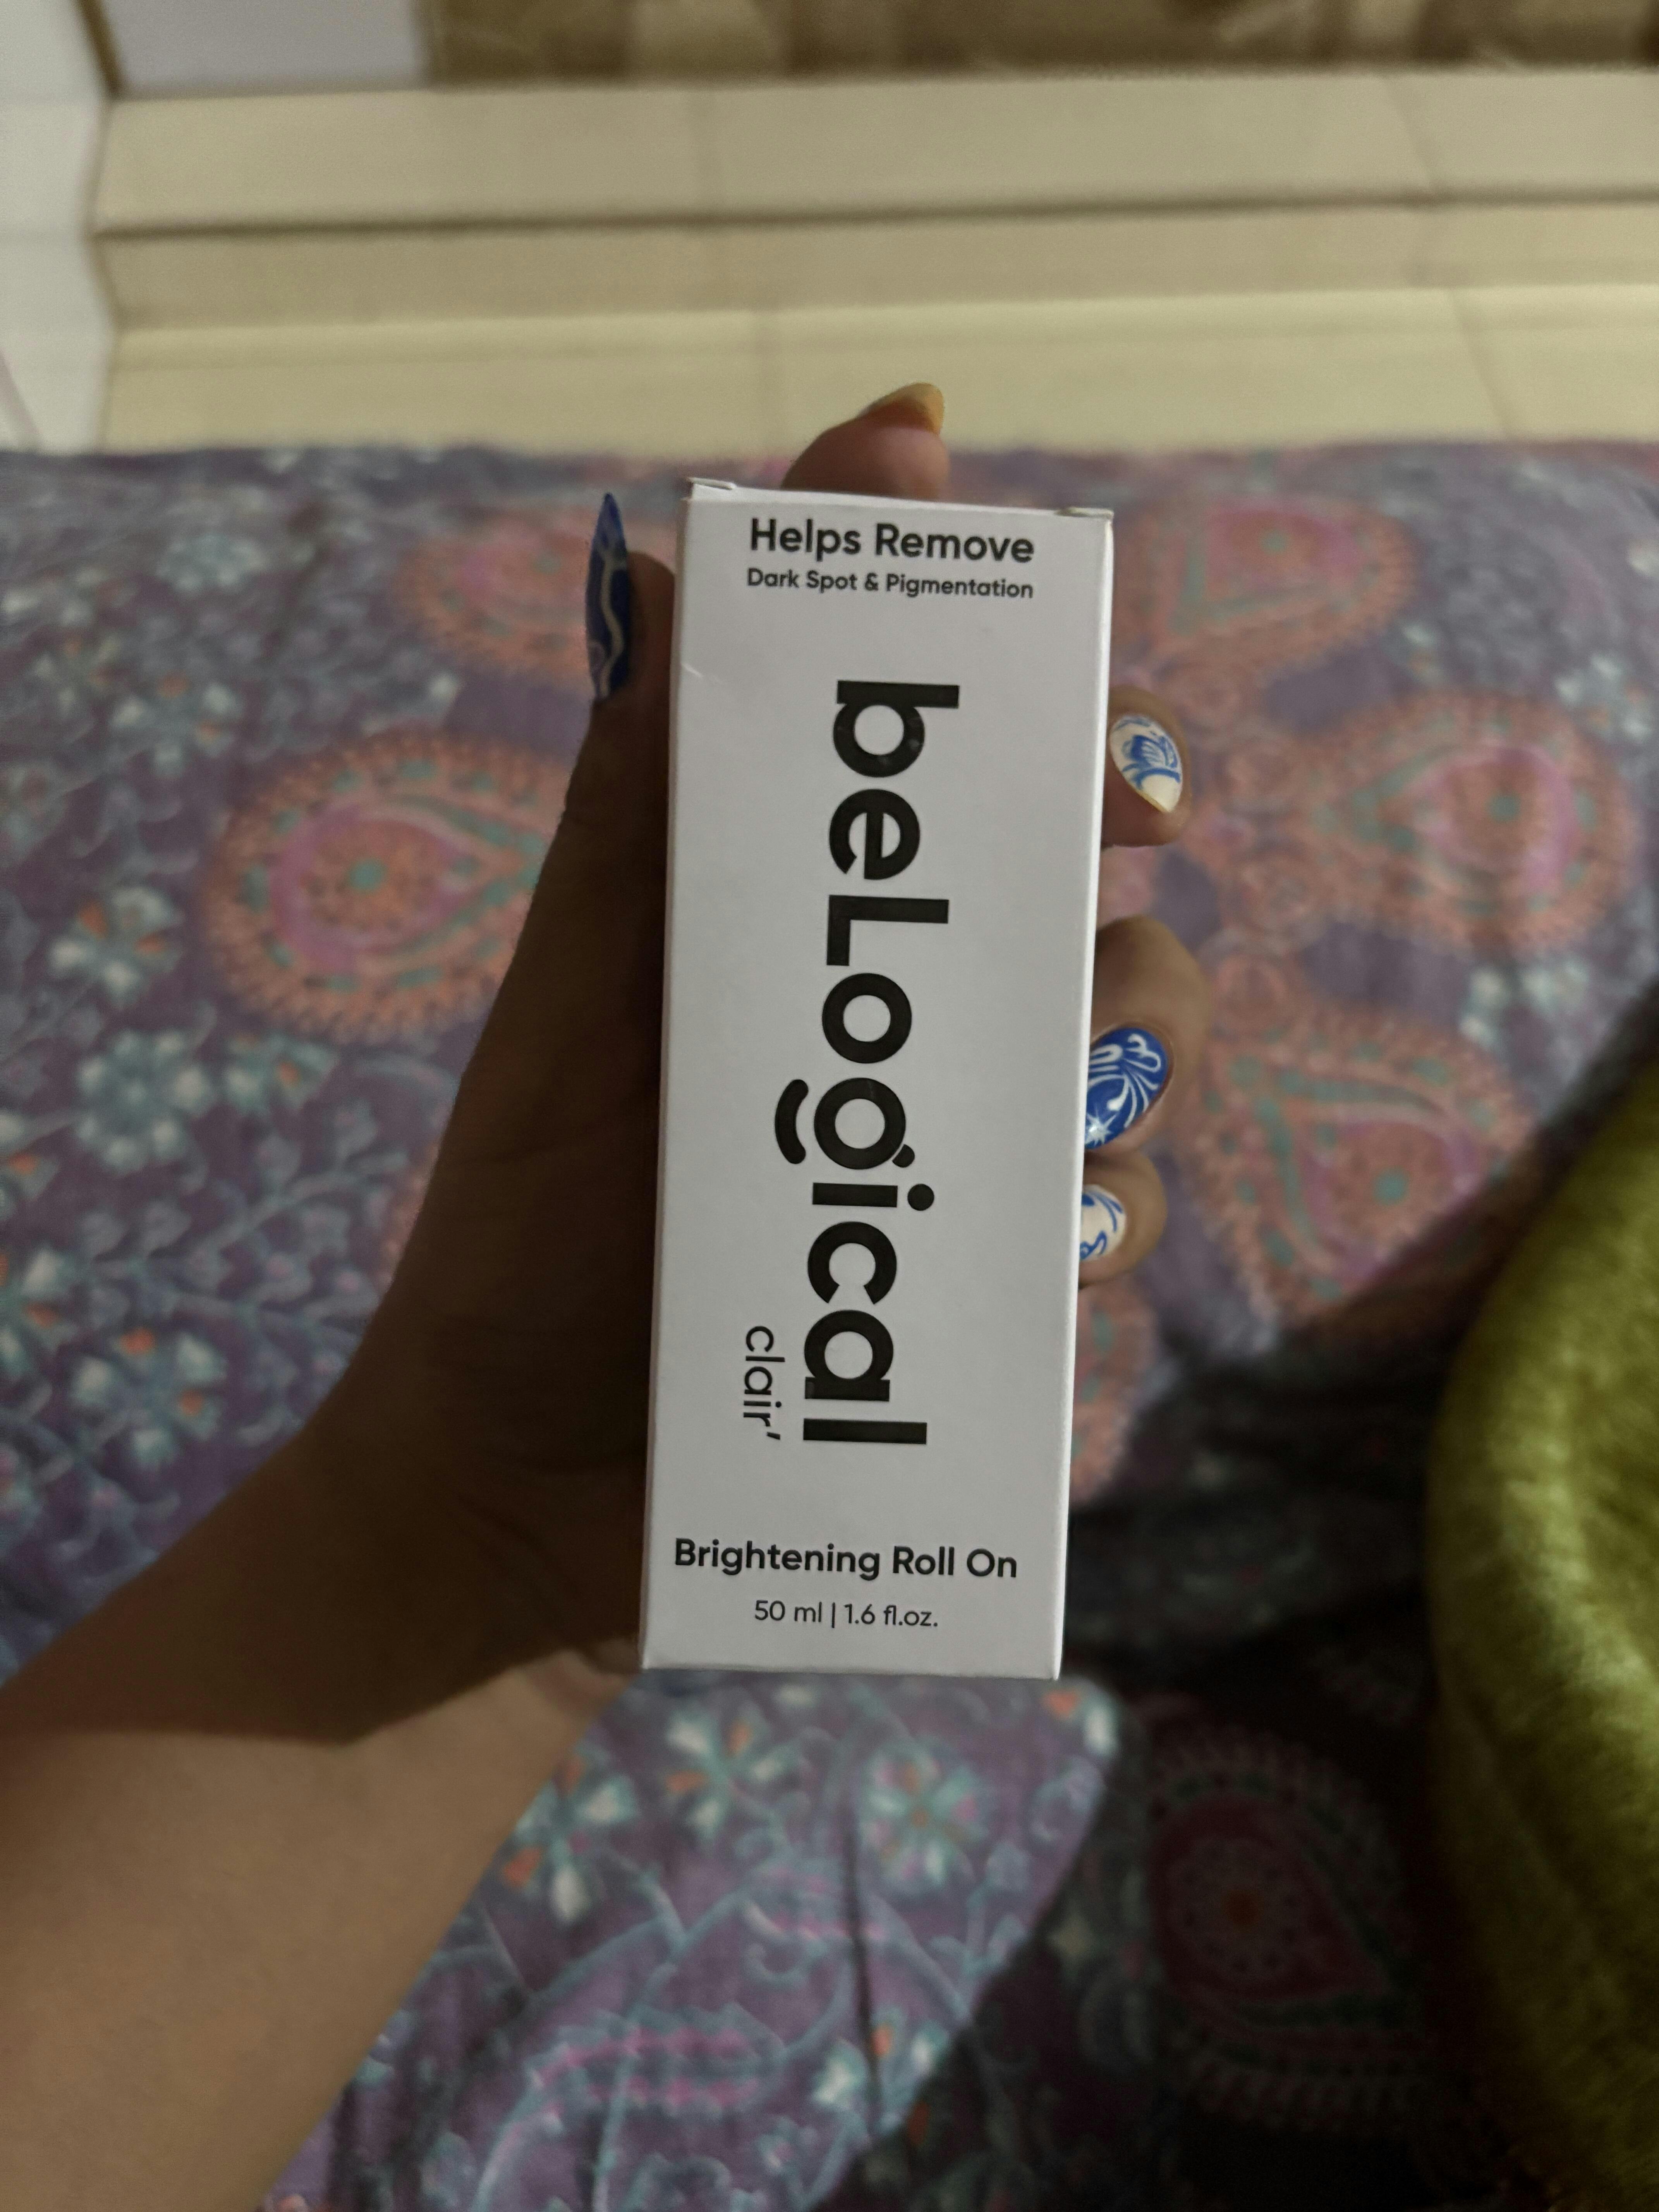 Helps Remove
Dark Spot & Pigmentation
beLogical
clair'
Brightening Roll On
50 ml | 1.6 fl.oz.